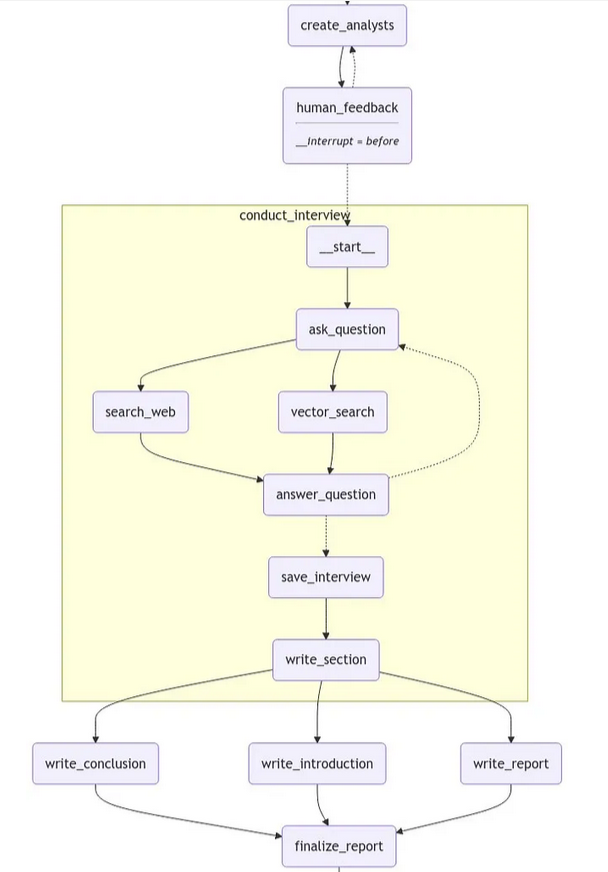 create_analysts
human_feedback
__Interrupt = before
conduct_interview
__start__
ask_question
search_web
vector_search
answer_question
save_interview
write_section
write_conclusion
write_introduction
write_report
finalize_report